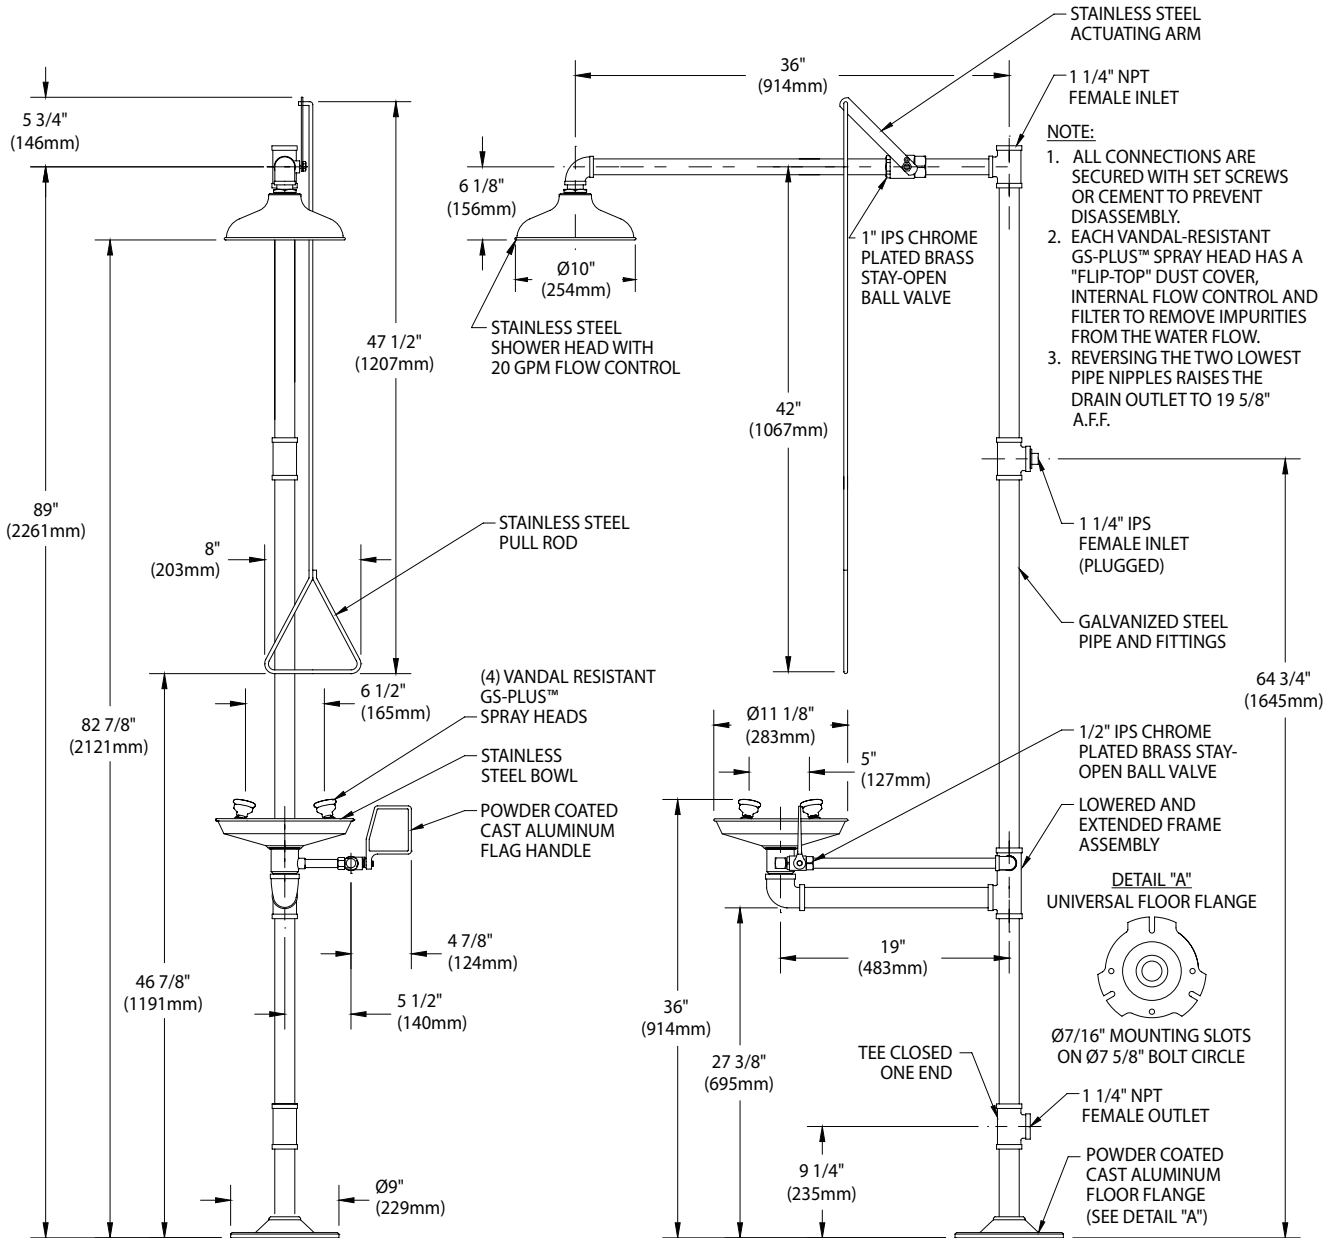 STAINLESS STEEL
ACTUATING ARM
36"
(914mm)
1 1/4" NPT
FEMALE INLET
5 3/4"
(146mm)
NOTE:
1. ALL CONNECTIONS ARE
SECURED WITH SET SCREWS
OR CEMENT TO PREVENT
DISASSEMBLY.
2. EACH VANDAL-RESISTANT
GS-PLUS™ SPRAY HEAD HAS A
"FLIP-TOP" DUST COVER,
INTERNAL FLOW CONTROL AND
FILTER TO REMOVE IMPURITIES
FROM THE WATER FLOW.
3. REVERSING THE TWO LOWEST
PIPE NIPPLES RAISES THE
DRAIN OUTLET TO 19 5/8"
A.F.F.
6 1/8"
(156mm)
1" IPS CHROME
PLATED BRASS
STAY-OPEN
BALL VALVE
Ø10"
(254mm)
STAINLESS STEEL
SHOWER HEAD WITH
20 GPM FLOW CONTROL
47 1/2"
(1207mm)
42"
(1067mm)
89"
(2261mm)
STAINLESS STEEL
PULL ROD
8"
(203mm)
1 1/4" IPS
FEMALE INLET
(PLUGGED)
GALVANIZED STEEL
PIPE AND FITTINGS
64 3/4"
(1645mm)
(4) VANDAL RESISTANT
GS-PLUS™
SPRAY HEADS
6 1/2"
(165mm)
82 7/8"
(2121mm)
Ø11 1/8"
(283mm)
5"
(127mm)
1/2" IPS CHROME
PLATED BRASS STAY-
OPEN BALL VALVE
STAINLESS
STEEL BOWL
POWDER COATED
CAST ALUMINUM
FLAG HANDLE
LOWERED AND
EXTENDED FRAME
ASSEMBLY
DETAIL "A"
UNIVERSAL FLOOR FLANGE
4 7/8"
(124mm)
19"
(483mm)
46 7/8"
(1191mm)
5 1/2"
(140mm)
36"
(914mm)
Ø7/16" MOUNTING SLOTS
ON Ø7 5/8" BOLT CIRCLE
27 3/8"
(695mm)
TEE CLOSED
ONE END
1 1/4" NPT
FEMALE OUTLET
9 1/4"
(235mm)
POWDER COATED
CAST ALUMINUM
FLOOR FLANGE
(SEE DETAIL "A")
Ø9"
(229mm)